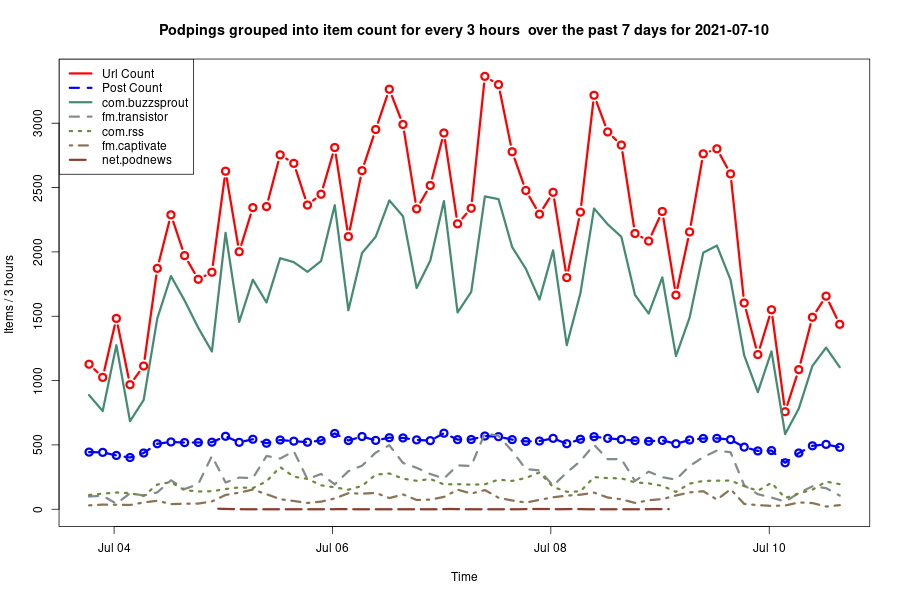 Podpings grouped into item count for every 3 hours  over the past 7 days for 2021-07-10
Url Count
Post Count
com.buzzsprout
fm.transistor
com.rss
fm.captivate
net.podnews
Items / 3 hours
3000
2500
2000
1500
1000
500
0
Jul 04
Jul 06
Jul 08
Jul 10
Time